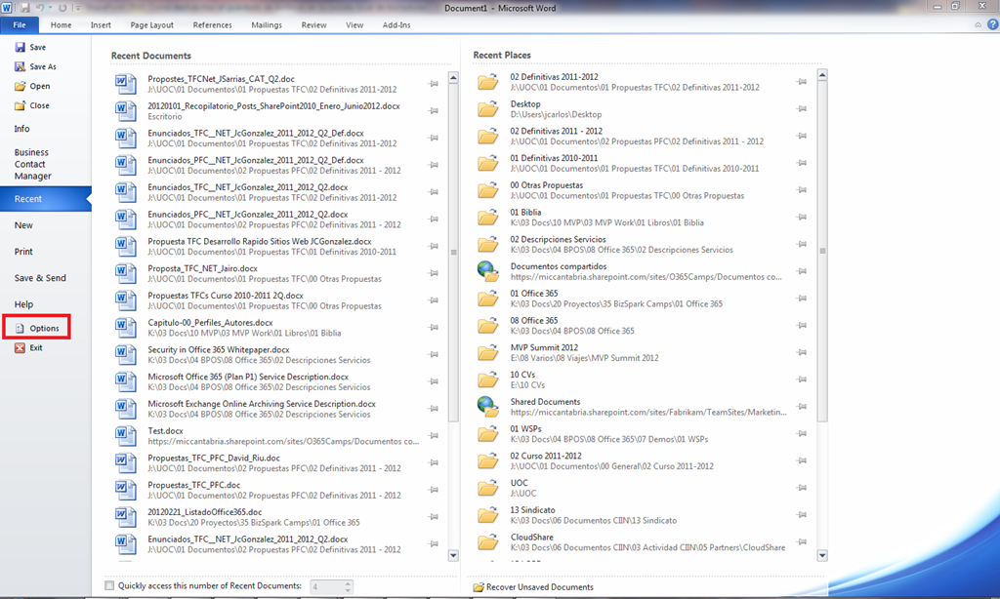 Document1 - Microsoft Word
File Home Insert Page Layout References Mailings Review View Add-Ins
Save
Save As
Open
Close
Info
Business
Contact
Manager
Recent
New
Print
Save & Send
Help
Options
Exit
Recent Documents
Propostes_TFCNet_JSarrias_CAT_Q2.doc
J:\UOC\01 Documentos\01 Propuestas TFC\02 Definitivas 2011-2012
20120101_Recopilatorio_Posts_SharePoint2010_Enero_Junio2012.docx
Escritorio
Enunciados_TFC__NET_JcGonzalez_2011_2012_Q2_Def.docx
J:\UOC\01 Documentos\01 Propuestas TFC\02 Definitivas 2011-2012
Enunciados_PFC__NET_JcGonzalez_2011_2012_Q2_Def.docx
J:\UOC\01 Documentos\02 Propuestas PFC\02 Definitivas 2011 - 2012
Enunciados_TFC__NET_JcGonzalez_2011_2012_Q2.docx
J:\UOC\01 Documentos\01 Propuestas TFC\02 Definitivas 2011-2012
Enunciados_PFC__NET_JcGonzalez_2011_2012_Q2.docx
J:\UOC\01 Documentos\02 Propuestas PFC\02 Definitivas 2011 - 2012
Propuesta TFC Desarrollo Rapido Sitios Web JCGonzalez.docx
J:\UOC\01 Documentos\01 Propuestas TFC\01 Definitivas 2010-2011
Proposta_TFC_NET_Jairo.docx
J:\UOC\01 Documentos\01 Propuestas TFC\00 Otras Propuestas
Propuestas TFCs Curso 2010-2011 2Q.docx
J:\UOC\01 Documentos\01 Propuestas TFC\00 Otras Propuestas
Capitulo-00_Perfiles_Autores.docx
K:\03 Docs\10 MVP\03 MVP Work\01 Libros\01 Biblia
Security in Office 365 Whitepaper.docx
K:\03 Docs\04 BPOS\08 Office 365\02 Descripciones Servicios
Microsoft Office 365 (Plan P1) Service Description.docx
K:\03 Docs\04 BPOS\08 Office 365\02 Descripciones Servicios
Microsoft Exchange Online Archiving Service Description.docx
K:\03 Docs\04 BPOS\08 Office 365\02 Descripciones Servicios
Test.docx
https://miccantabria.sharepoint.com/sites/O365Camps/Documentos co...
Propuestas_TFC_PFC_David_Riu.doc
J:\UOC\01 Documentos\02 Propuestas PFC\02 Definitivas 2011 - 2012
Propuestas_TFC_PFC.doc
J:\UOC\01 Documentos\02 Propuestas PFC\02 Definitivas 2011 - 2012
20120221_ListadoOffice365.doc
K:\03 Docs\20 Proyectos\35 BizSpark Camps\01 Office 365
Enunciados_TFC__NET_JcGonzalez_2011_2012_Q2.docx
J:\UOC\01 Documentos\02 Propuestas PFC\02 Definitivas 2011 - 2012
Quickly access this number of Recent Documents: 4
Recent Places
02 Definitivas 2011-2012
J:\UOC\01 Documentos\01 Propuestas TFC\02 Definitivas 2011-2012
Desktop
D:\Users\jcarlos\Desktop
02 Definitivas 2011 - 2012
J:\UOC\01 Documentos\02 Propuestas PFC\02 Definitivas 2011 - 2012
01 Definitivas 2010-2011
J:\UOC\01 Documentos\01 Propuestas TFC\01 Definitivas 2010-2011
00 Otras Propuestas
J:\UOC\01 Documentos\01 Propuestas TFC\00 Otras Propuestas
01 Biblia
K:\03 Docs\10 MVP\03 MVP Work\01 Libros\01 Biblia
02 Descripciones Servicios
K:\03 Docs\04 BPOS\08 Office 365\02 Descripciones Servicios
Documentos compartidos
https://miccantabria.sharepoint.com/sites/O365Camps/Documentos co...
01 Office 365
K:\03 Docs\20 Proyectos\35 BizSpark Camps\01 Office 365
08 Office 365
K:\03 Docs\04 BPOS\08 Office 365
MVP Summit 2012
E:\08 Varios\08 Viajes\MVP Summit 2012
10 CVs
E:\10 CVs
Shared Documents
https://miccantabria.sharepoint.com/sites/Fabrikam/TeamSites/Marketin...
01 WSPs
K:\03 Docs\04 BPOS\08 Office 365\07 Demos\01 WSPs
02 Curso 2011-2012
J:\UOC\01 Documentos\00 General\02 Curso 2011-2012
UOC
J:\UOC
13 Sindicato
K:\03 Docs\06 Documentos CIIN\13 Sindicato
CloudShare
K:\03 Docs\06 Documentos CIIN\03 Actividad CIIN\05 Partners\CloudShare
Recover Unsaved Documents